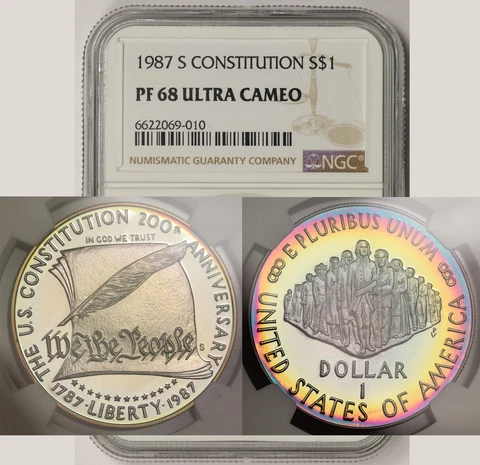 1987 S CONSTITUTION S$1
PF 68 ULTRA CAMEO
6622069-010
NUMISMATIC GUARANTY COMPANY
NGC®
THE U.S. CONSTITUTION 200th ANNIVERSARY
IN GOD WE TRUST
We the People
S
1787·LIBERTY·1987
E PLURIBUS UNUM
UNITED STATES OF AMERICA
DOLLAR
1